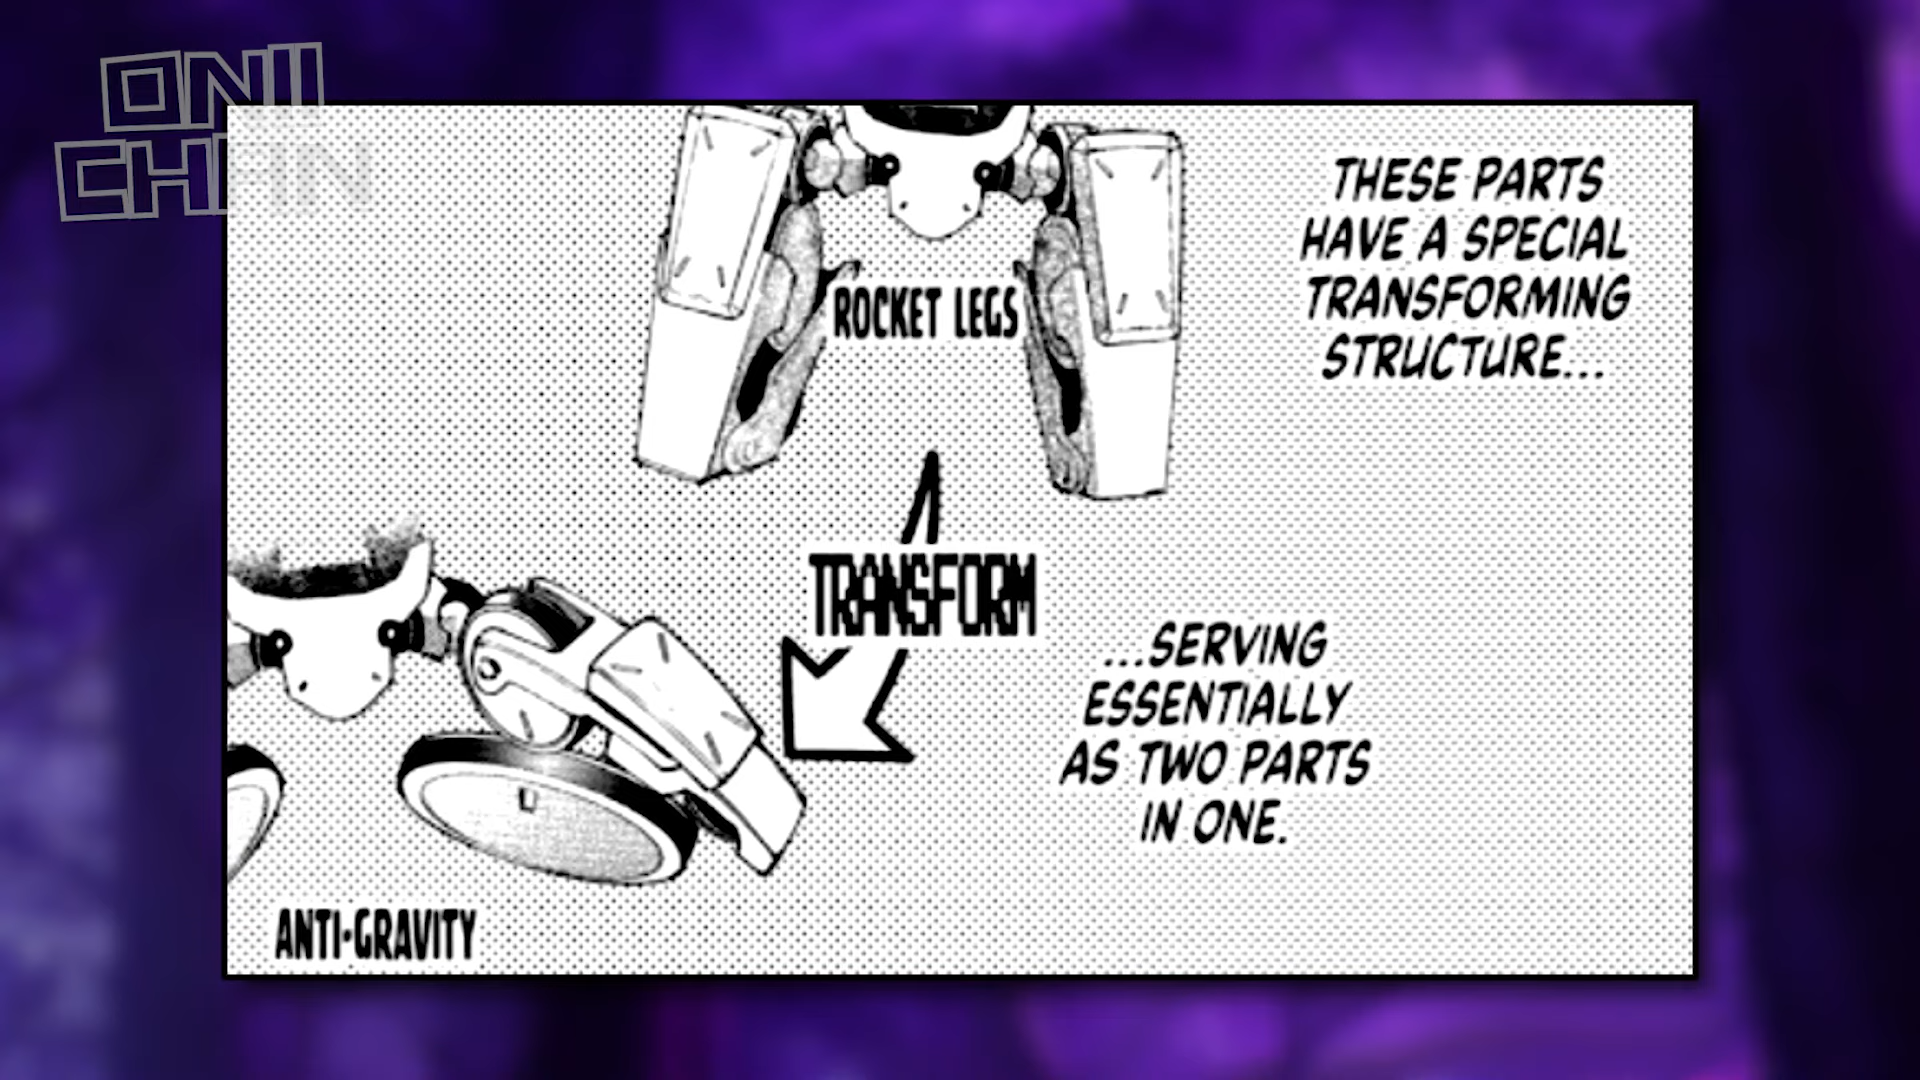 ONII
CHAN
THESE PARTS
HAVE A SPECIAL
TRANSFORMING
STRUCTURE...
ROCKET LEGS
TRANSFORM
...SERVING
ESSENTIALLY
AS TWO PARTS
IN ONE.
ANTI-GRAVITY